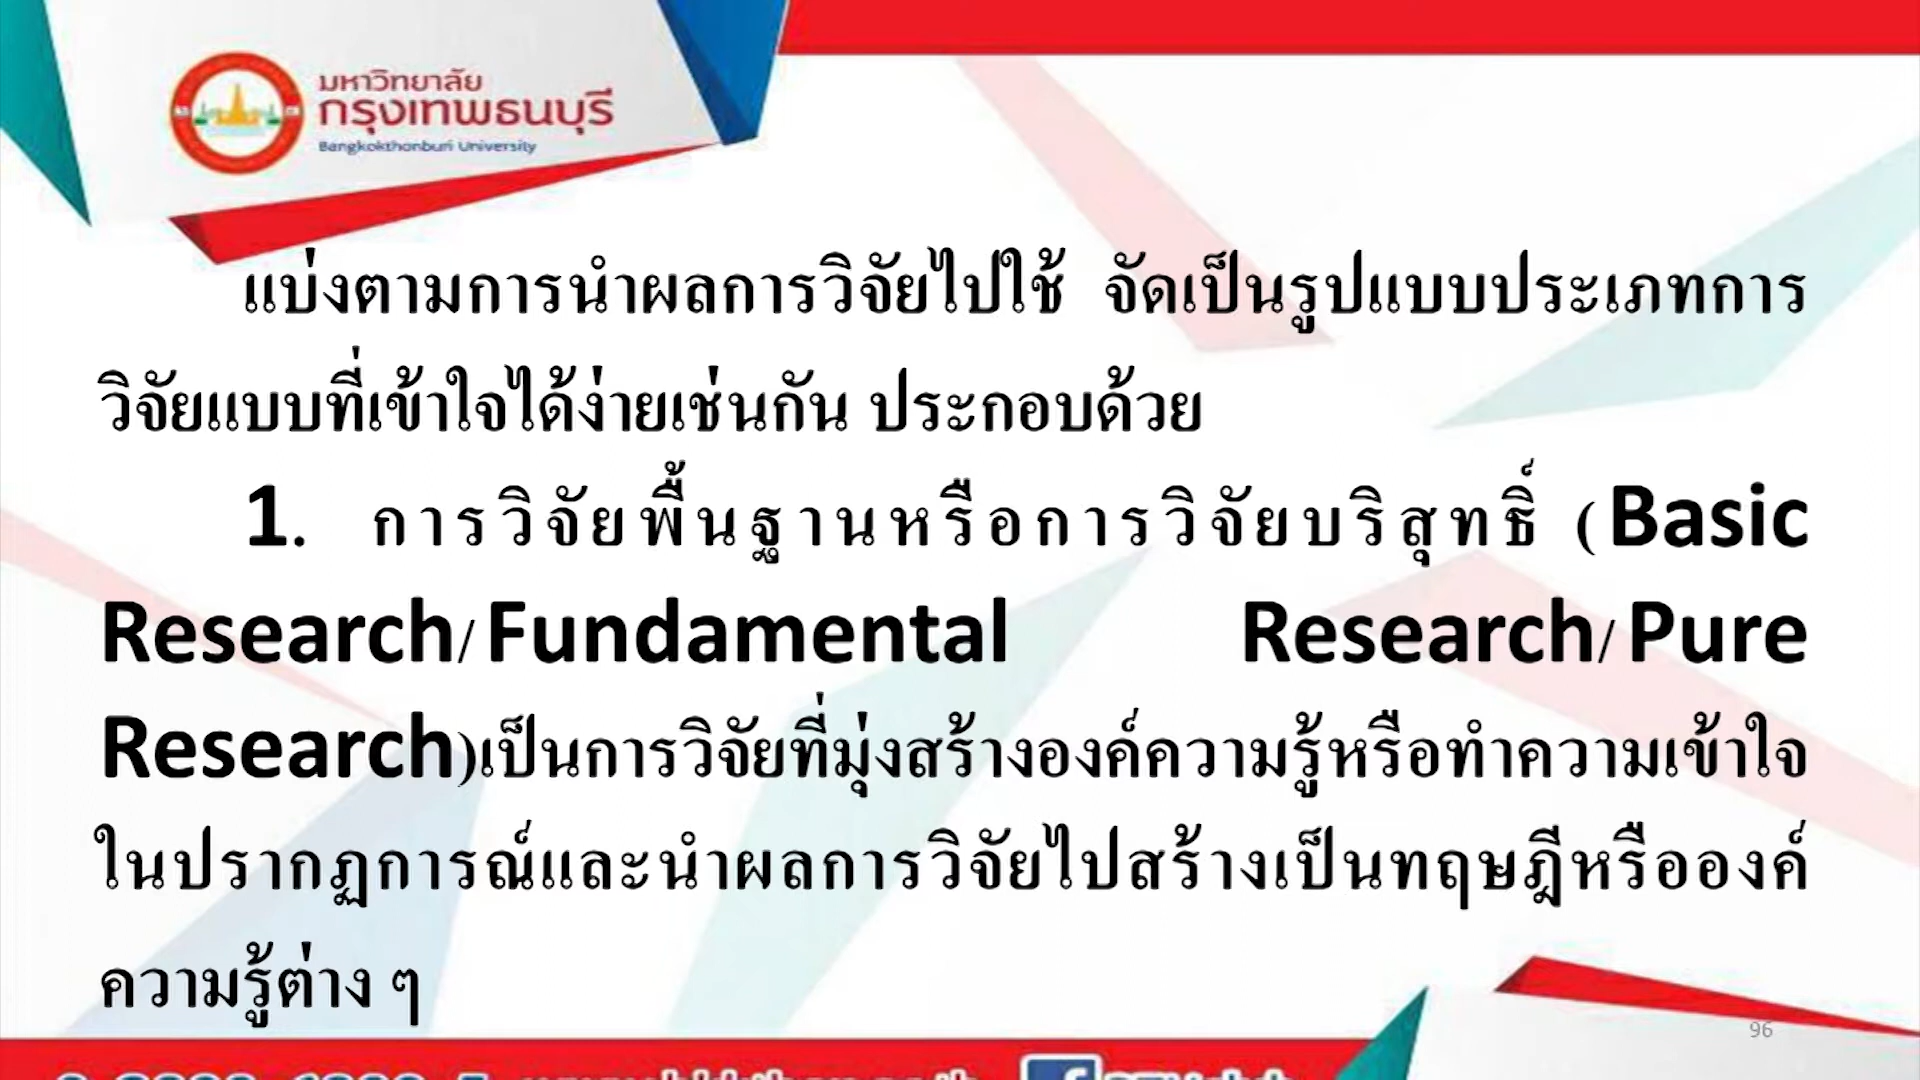 มหาวิทยาลัย
กรุงเทพธนบุรี
Bangkokthonburi University
แบ่งตามการนำผลการวิจัยไปใช้ จัดเป็นรูปแบบประเภทการ
วิจัยแบบที่เข้าใจได้ง่ายเช่นกัน ประกอบด้วย
1. การวิจัยพื้นฐานหรือการวิจัยบริสุทธิ์ (Basic
Research/Fundamental Research/Pure
Research)เป็นการวิจัยที่มุ่งสร้างองค์ความรู้หรือทำความเข้าใจ
ในปรากฏการณ์และนำผลการวิจัยไปสร้างเป็นทฤษฎีหรือองค์
ความรู้ต่าง ๆ
96